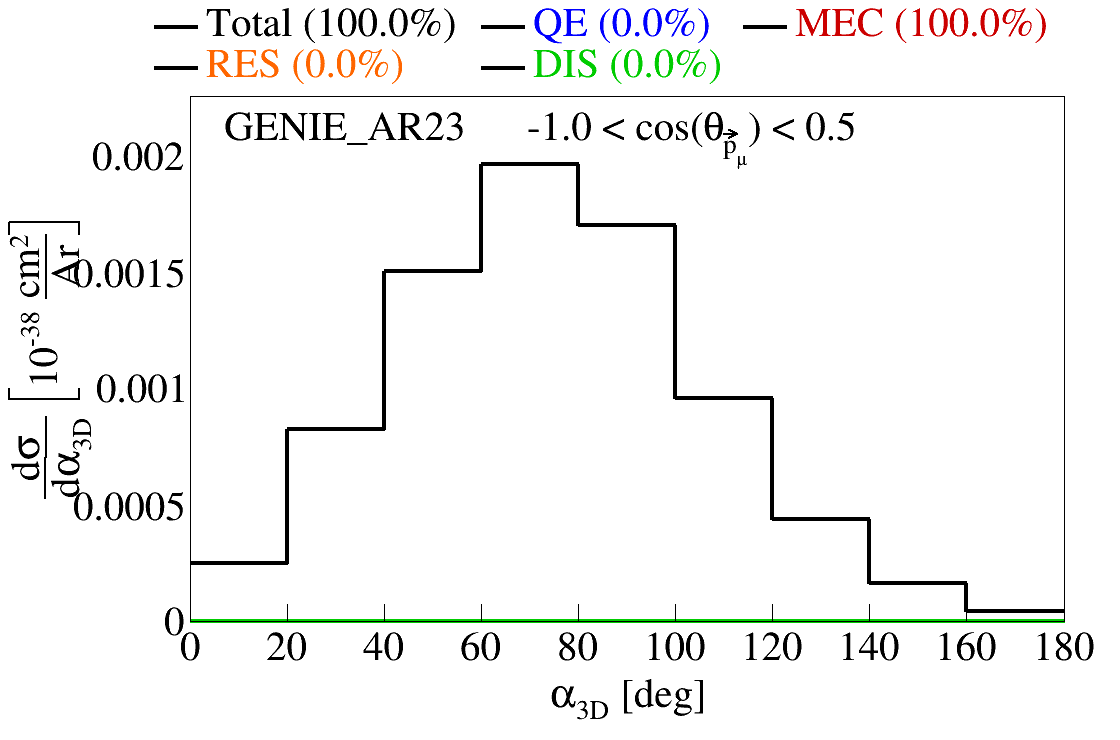 Total (100.0%) QE (0.0%) MEC (100.0%)
RES (0.0%) DIS (0.0%)
GENIE_AR23 -1.0 < cos(θ_p⃗_μ) < 0.5
0.002
0.0015
0.001
0.0005
0
dσ/dα_3D [10^-38 cm^2/Ar]
0 20 40 60 80 100 120 140 160 180
α_3D [deg]